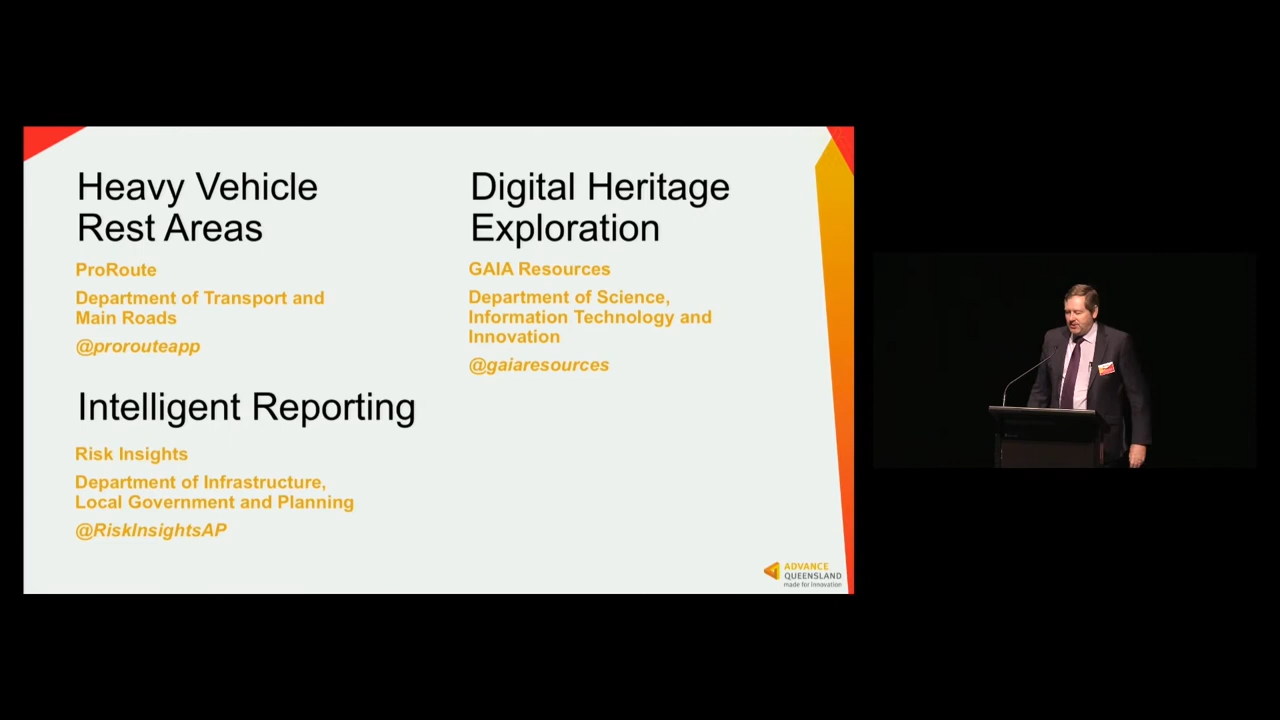 Heavy Vehicle
Rest Areas
ProRoute
Department of Transport and
Main Roads
@prorouteapp
Intelligent Reporting
Risk Insights
Department of Infrastructure,
Local Government and Planning
@RiskInsightsAP
Digital Heritage
Exploration
GAIA Resources
Department of Science,
Information Technology and
Innovation
@gaiaresources
ADVANCE
QUEENSLAND
made for innovation